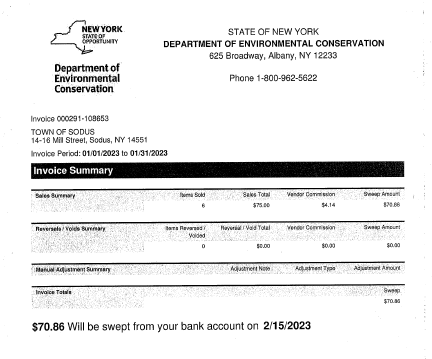 NEW YORK
STATE OF
OPPORTUNITY
Department of
Environmental
Conservation
STATE OF NEW YORK
DEPARTMENT OF ENVIRONMENTAL CONSERVATION
625 Broadway, Albany, NY 12233
Phone 1-800-962-5622
Invoice 000291-108653
TOWN OF SODUS
14-16 Mill Street, Sodus, NY 14551
Invoice Period: 01/01/2023 to 01/31/2023
Invoice Summary
Sales Summary Items Sold Sales Total Vendor Commission Sweep Amount
6 $75.00 $4.14 $70.86
Reversals / Voids Summary Items Reversed / Voided Reversal / Void Total Vendor Commission Sweep Amount
0 $0.00 $0.00 $0.00
Manual Adjustment Summary Adjustment Note Adjustment Type Adjustment Amount
Invoice Totals Sweep
$70.86
$70.86 Will be swept from your bank account on 2/15/2023